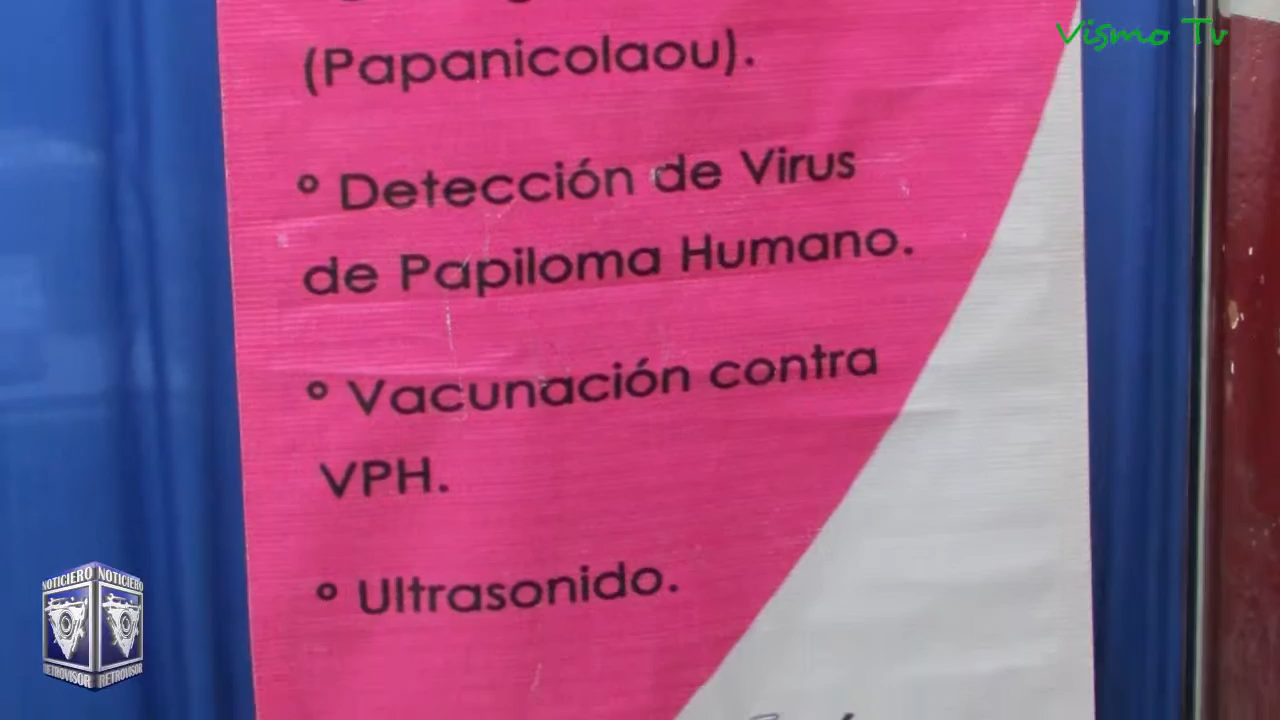 Vismo Tv
(Papanicolaou).
° Detección de Virus
de Papiloma Humano.
° Vacunación contra
VPH.
° Ultrasonido.
NOTICIERO NOTICIERO
RETROVISOR RETROVISOR